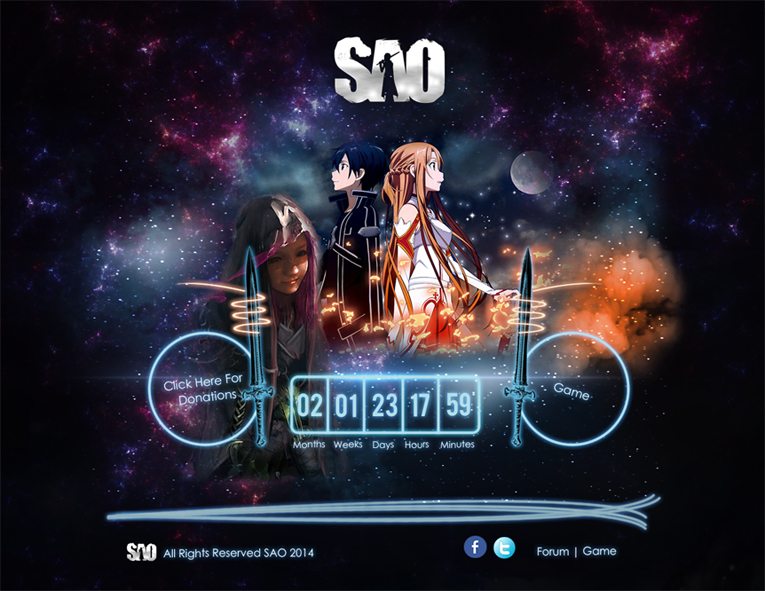 SAO
Click Here For
Donations
02 01 23 17 59
Months Weeks Days Hours Minutes
Game
SAO All Rights Reserved SAO 2014
f
Forum | Game